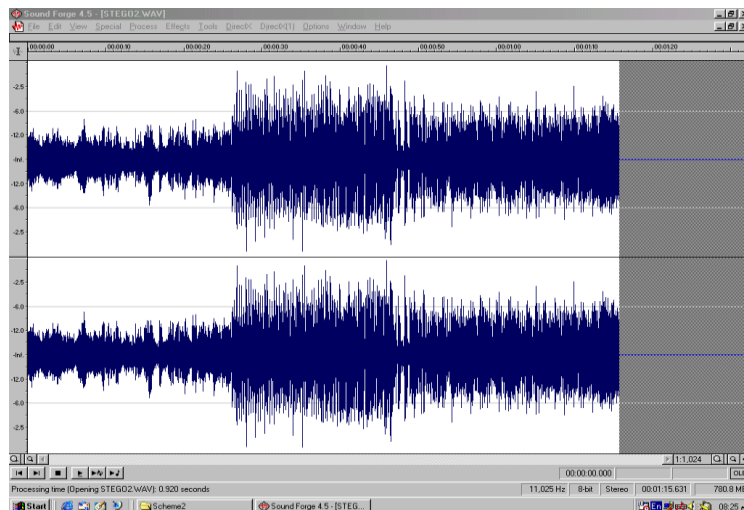 Sound Forge 4.5 - [STEGO2.WAV]
File Edit View Special Process Effects Tools DirectX DirectX(1) Options Window Help
00:00:00 00:00:10 00:00:20 00:00:30 00:00:40 00:00:50 00:01:00 00:01:10 00:01:20
-2.5
-6.0
-12.0
-Inf.
-12.0
-6.0
-2.5
-2.5
-6.0
-12.0
-Inf.
-12.0
-6.0
-2.5
1:1,024
00:00:00.000
Processing time (Opening STEGO2.WAV): 0.920 seconds 11,025 Hz 8-bit Stereo 00:01:15.631 780.8 M
Start Scheme2 Sound Forge 4.5 - [STEG... En 08:25